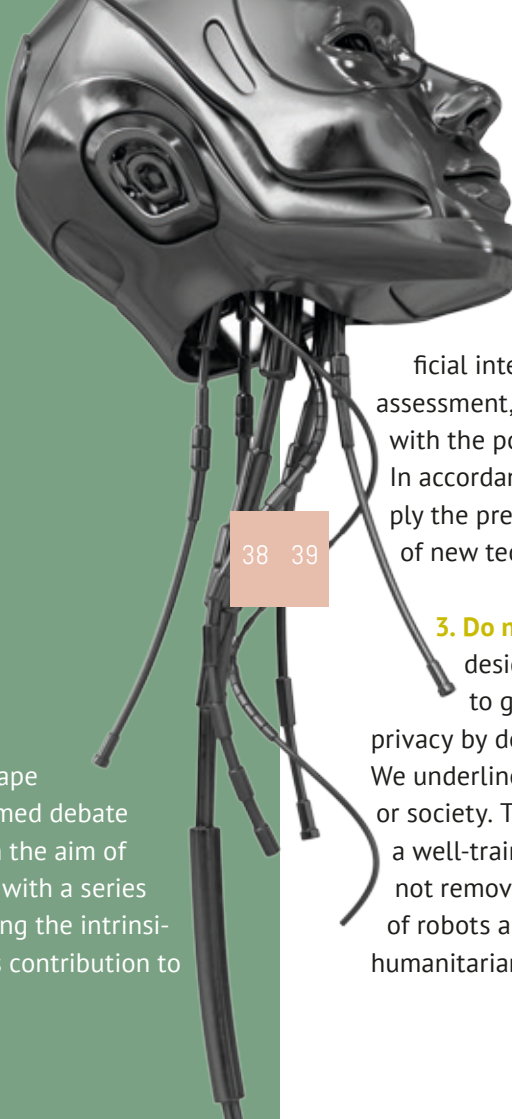 ape
med debate
the aim of
with a series
ng the intrinsi-
s contribution to
38 39
ficial inte
assessment,
with the po
In accordan
ply the pre
of new tec
3. Do n
desig
to g
privacy by de
We underline
or society. T
a well-train
not remov
of robots a
humanitarian